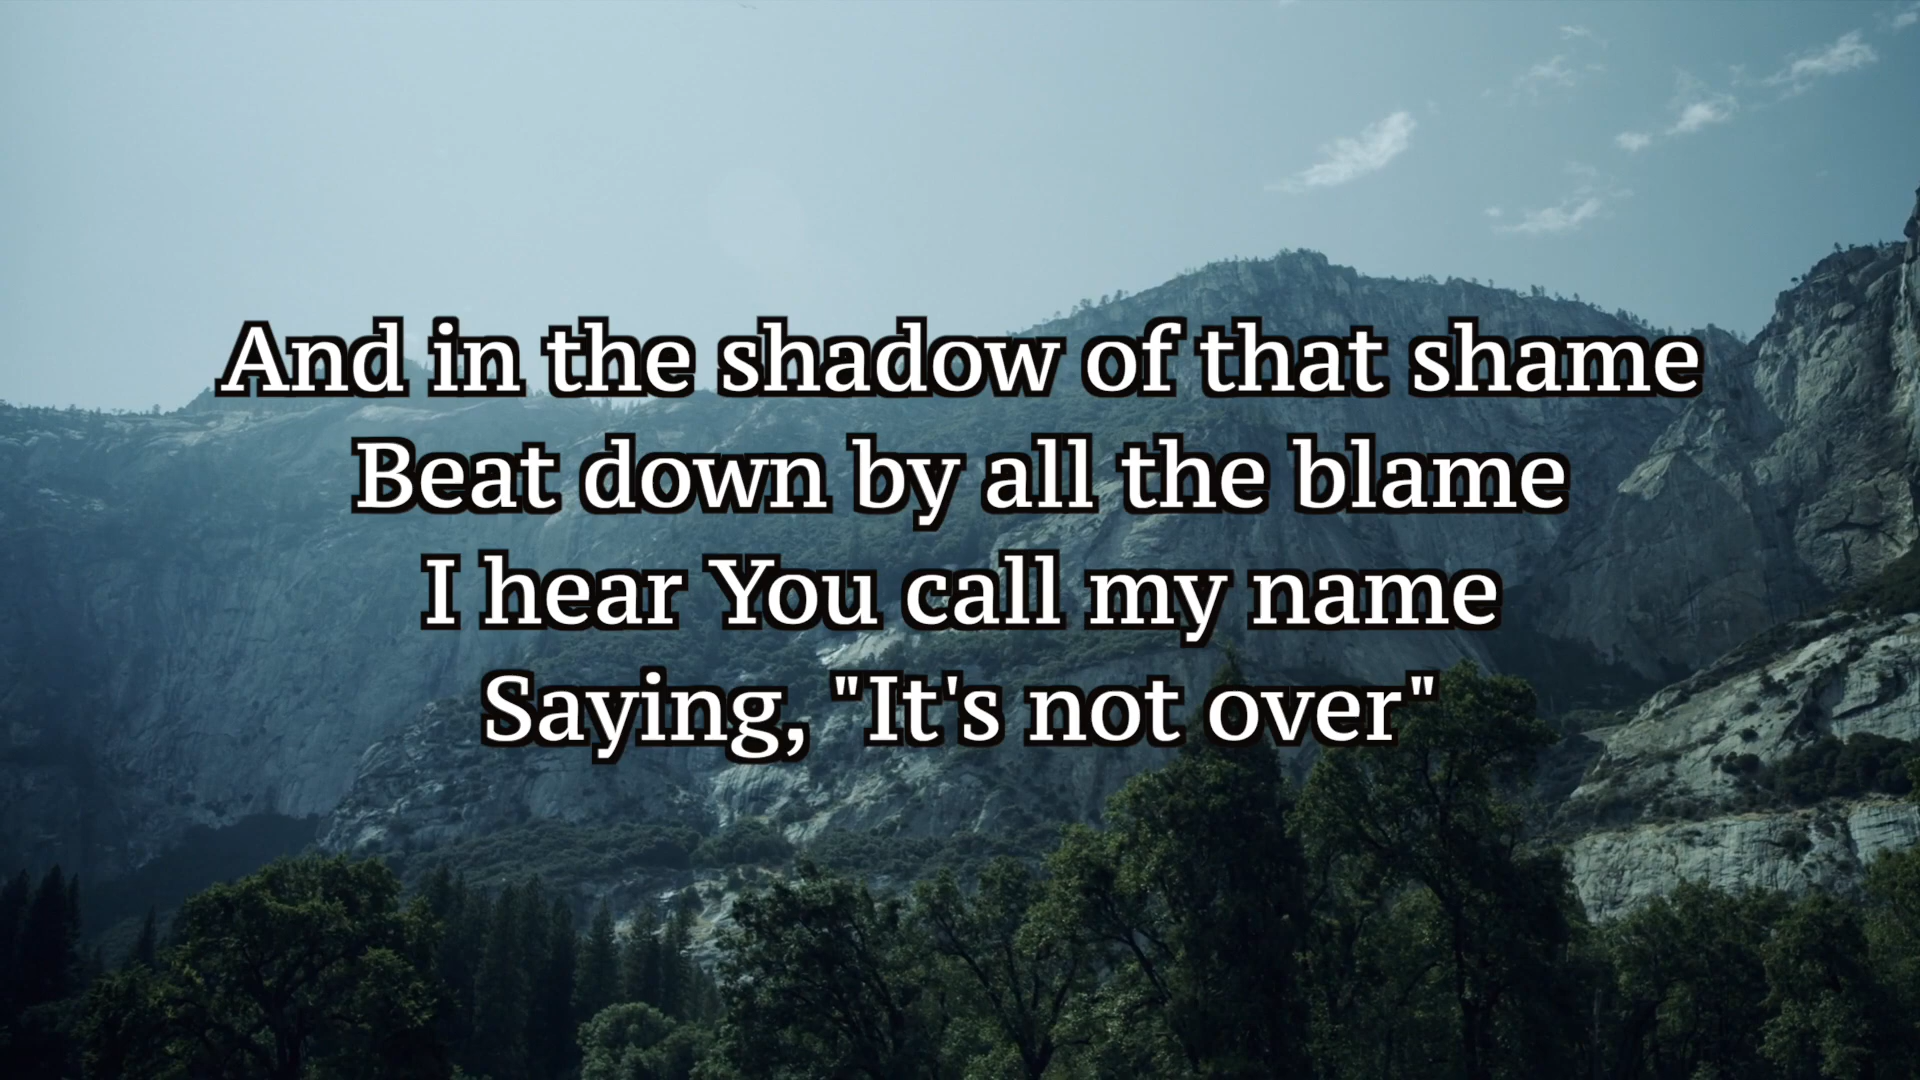 And in the shadow of that shame
Beat down by all the blame
I hear You call my name
Saying, "It's not over"